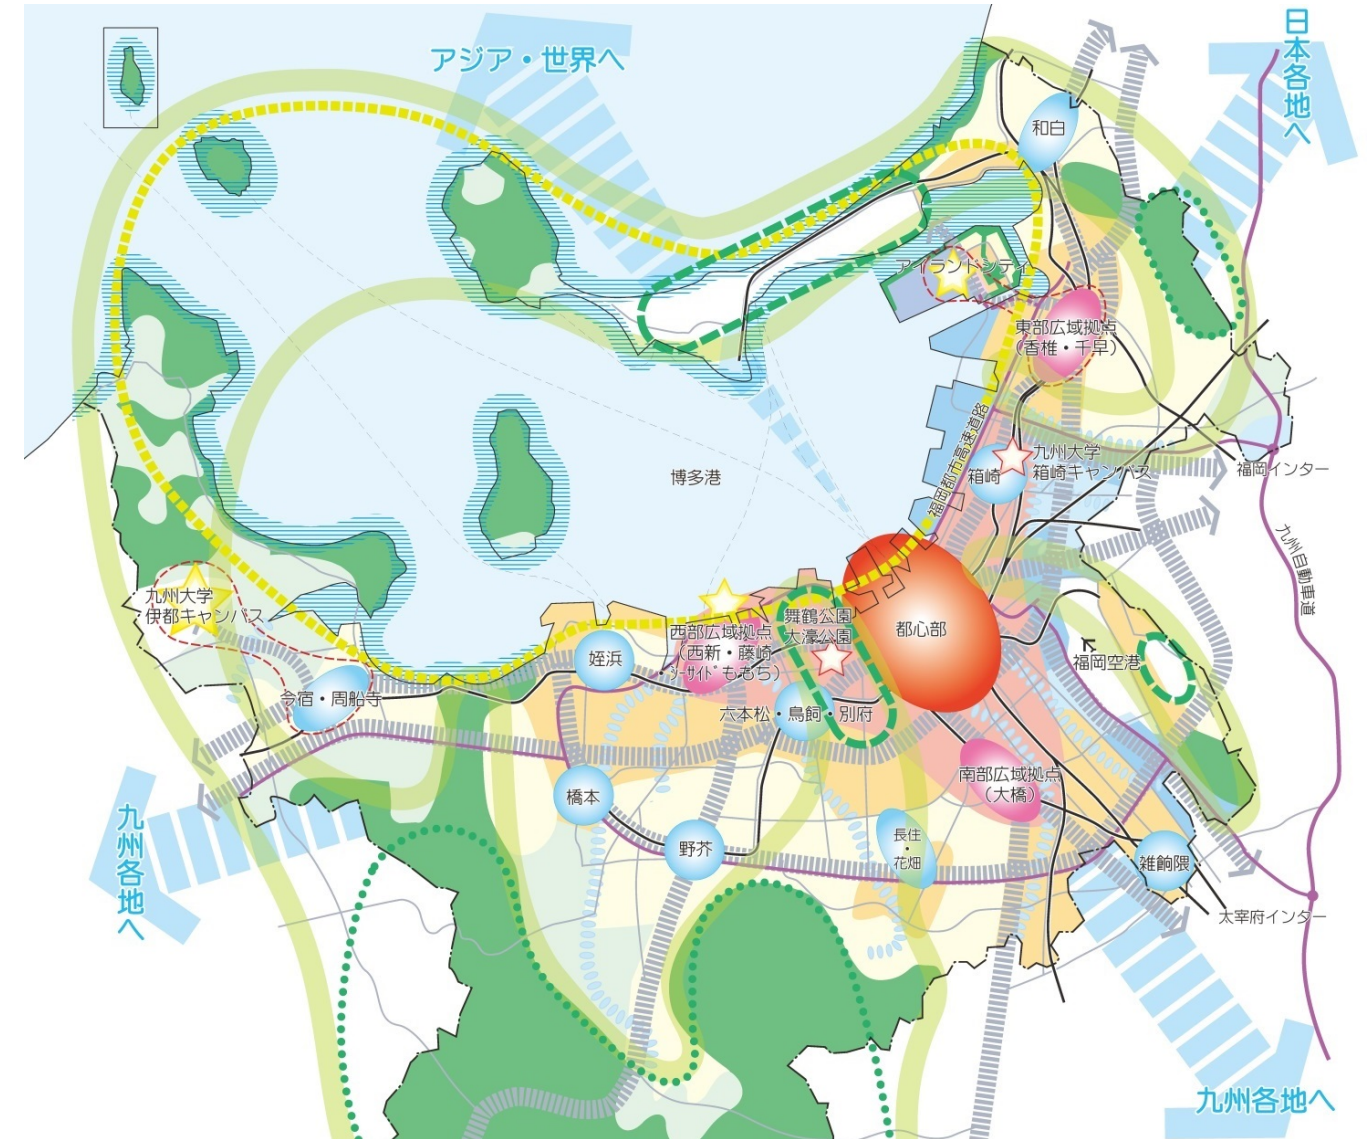 アジア・世界へ
日本各地へ
和白
アイランドシティ
東部広域拠点
（香椎・千早）
福岡都市高速道路
博多港
箱崎
九州大学
箱崎キャンパス
福岡インター
九州自動車道
九州大学
伊都キャンパス
今宿・周船寺
姪浜
西部広域拠点
（西新・藤崎
・シーサイドももち）
舞鶴公園
大濠公園
都心部
福岡空港
六本松・鳥飼・別府
橋本
野芥
南部広域拠点
（大橋）
長住
・
花畑
雑餉隈
太宰府インター
九州各地へ
九州各地へ